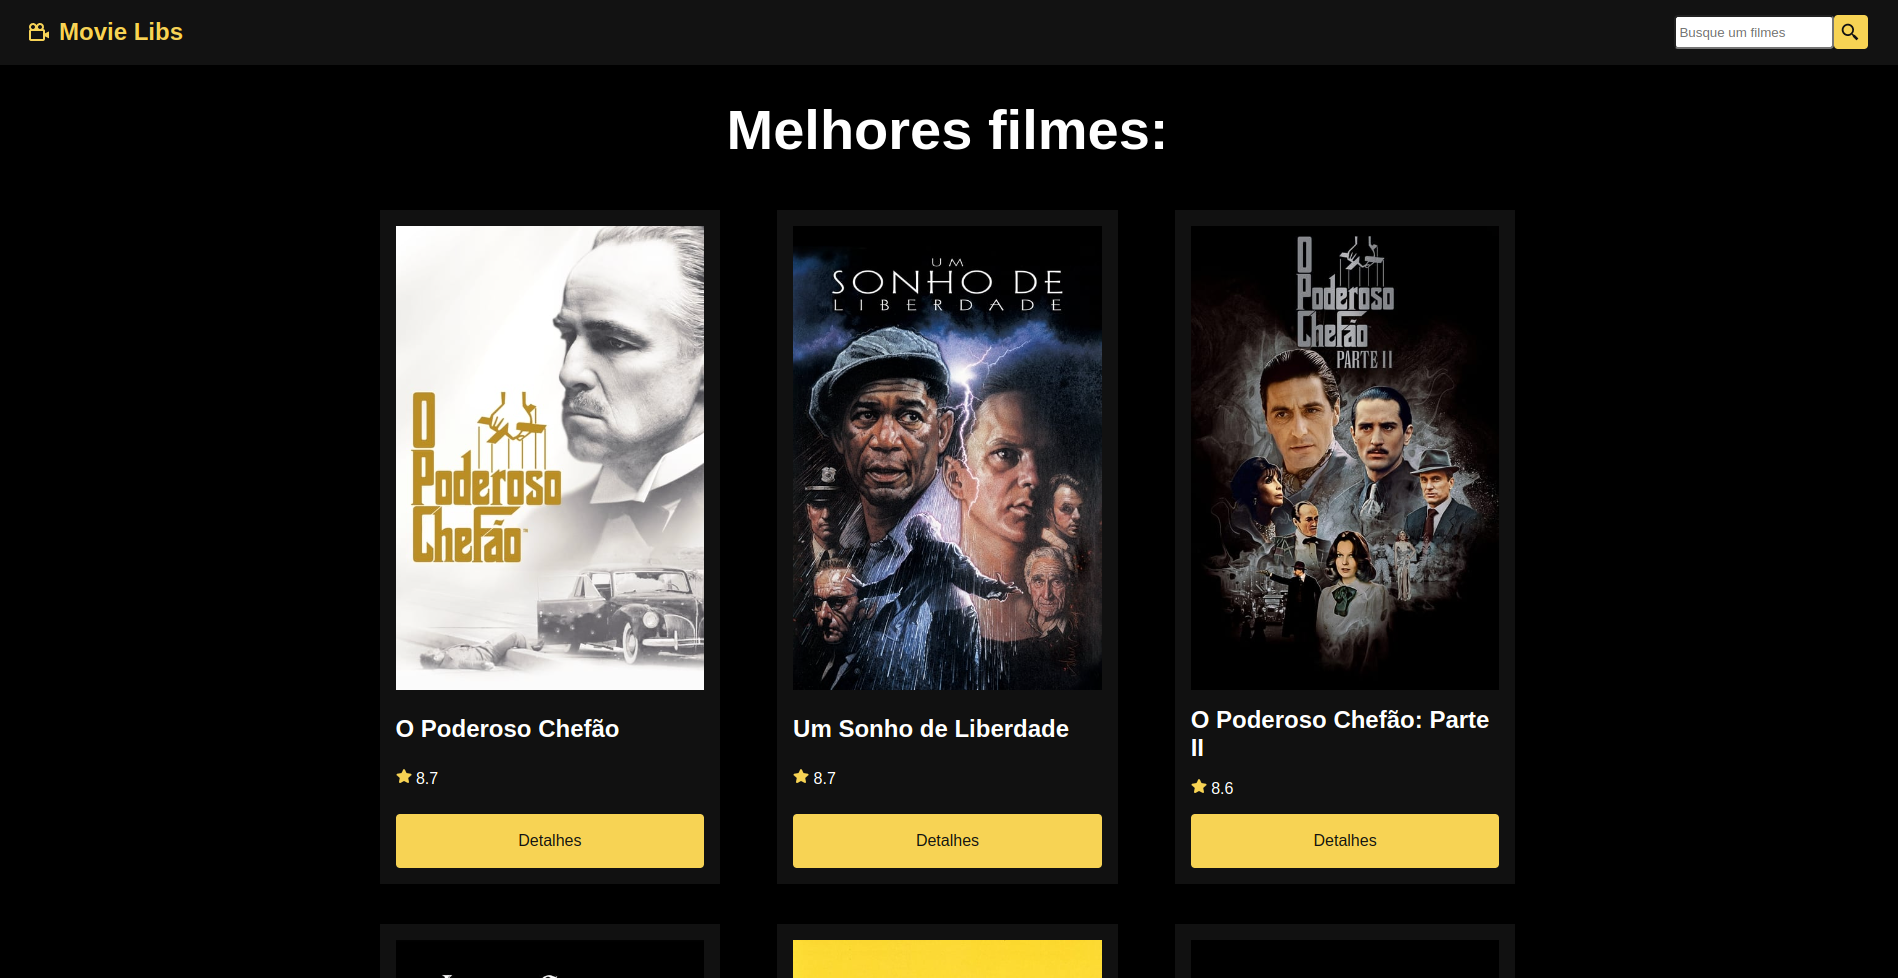 Movie Libs
Busque um filmes
Melhores filmes:
O
Poderoso
Chefão
™
UM
SONHO DE
LIBERDADE
O
Poderoso
Chefão
PARTE II
O Poderoso Chefão
Um Sonho de Liberdade
O Poderoso Chefão: Parte
II
8.7
8.7
8.6
Detalhes
Detalhes
Detalhes